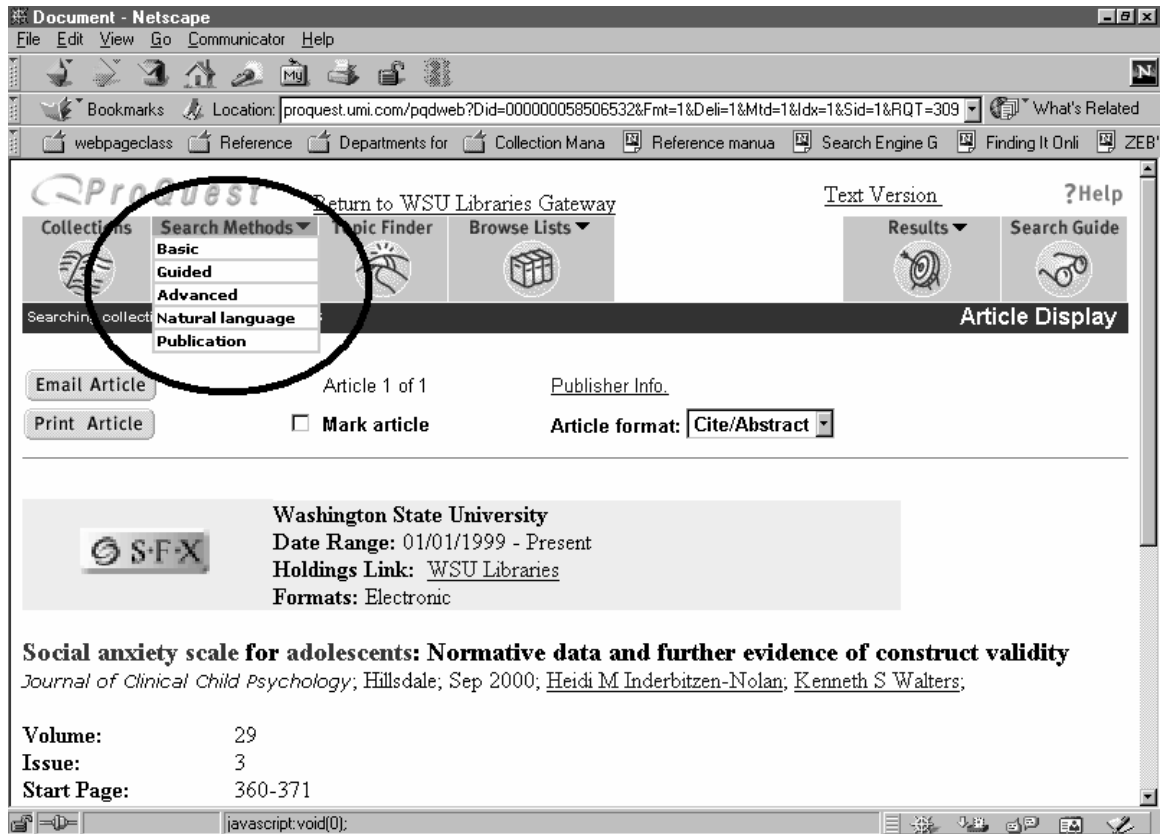 Document - Netscape
File Edit View Go Communicator Help
My
N
Bookmarks Location: proquest.umi.com/pqdweb?Did=000000058506532&Fmt=1&Deli=1&Mtd=1&Idx=1&Sid=1&RQT=309 What's Related
webpageclass Reference Departments for Collection Mana Reference manua Search Engine G Finding It Onli ZEB'
ProQuest Return to WSU Libraries Gateway Text Version ?Help
Collections Search Methods Topic Finder Browse Lists Results Search Guide
Basic
Guided
Advanced
Searching collecti Natural language Article Display
Publication
Email Article Article 1 of 1 Publisher Info.
Print Article Mark article Article format: Cite/Abstract
Washington State University
S·F·X Date Range: 01/01/1999 - Present
Holdings Link: WSU Libraries
Formats: Electronic
Social anxiety scale for adolescents: Normative data and further evidence of construct validity
Journal of Clinical Child Psychology; Hillsdale; Sep 2000; Heidi M Inderbitzen-Nolan; Kenneth S Walters;
Volume: 29
Issue: 3
Start Page: 360-371
javascript:void(0);